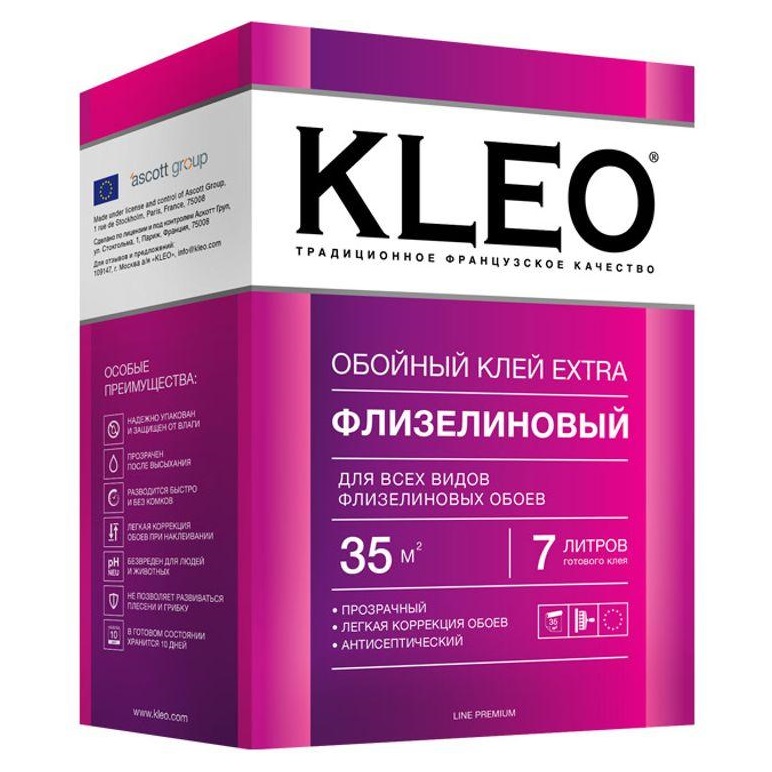 KLEO®
ТРАДИЦИОННОЕ ФРАНЦУЗСКОЕ КАЧЕСТВО
ОБОЙНЫЙ КЛЕЙ EXTRA
ФЛИЗЕЛИНОВЫЙ
ДЛЯ ВСЕХ ВИДОВ
ФЛИЗЕЛИНОВЫХ ОБОЕВ
35 м²
7 ЛИТРОВ
готового клея
• ПРОЗРАЧНЫЙ
• ЛЕГКАЯ КОРРЕКЦИЯ ОБОЕВ
• АНТИСЕПТИЧЕСКИЙ
35
LINE PREMIUM
ascott group
Made under license and control of Ascott Group,
1 rue de Stockholm, Paris, France, 75008
Сделано по лицензии и под контролем Аскотт Груп,
ул. Стокгольма, 1, Париж, Франция, 75008
Для отзывов и предложений:
109147, г. Москва а/я «KLEO», info@kleo.com
ОСОБЫЕ
ПРЕИМУЩЕСТВА:
НАДЕЖНО УПАКОВАН
И ЗАЩИЩЕН ОТ ВЛАГИ
ПРОЗРАЧЕН
ПОСЛЕ ВЫСЫХАНИЯ
РАЗВОДИТСЯ БЫСТРО
И БЕЗ КОМКОВ
ЛЕГКАЯ КОРРЕКЦИЯ
ОБОЕВ ПРИ НАКЛЕИВАНИИ
pH
NEU
БЕЗВРЕДЕН ДЛЯ ЛЮДЕЙ
И ЖИВОТНЫХ
НЕ ПОЗВОЛЯЕТ РАЗВИВАТЬСЯ
ПЛЕСЕНИ И ГРИБКУ
10
В ГОТОВОМ СОСТОЯНИИ
ХРАНИТСЯ 10 ДНЕЙ
www.kleo.com